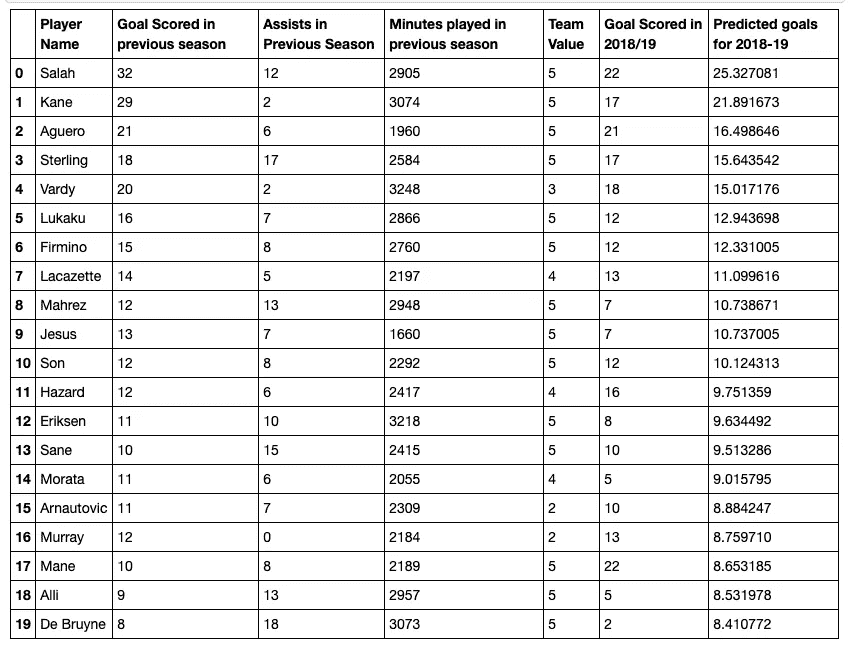 Player Name Goal Scored in previous season Assists in Previous Season Minutes played in previous season Team Value Goal Scored in 2018/19 Predicted goals for 2018-19
0 Salah 32 12 2905 5 22 25.327081
1 Kane 29 2 3074 5 17 21.891673
2 Aguero 21 6 1960 5 21 16.498646
3 Sterling 18 17 2584 5 17 15.643542
4 Vardy 20 2 3248 3 18 15.017176
5 Lukaku 16 7 2866 5 12 12.943698
6 Firmino 15 8 2760 5 12 12.331005
7 Lacazette 14 5 2197 4 13 11.099616
8 Mahrez 12 13 2948 5 7 10.738671
9 Jesus 13 7 1660 5 7 10.737005
10 Son 12 8 2292 5 12 10.124313
11 Hazard 12 6 2417 4 16 9.751359
12 Eriksen 11 10 3218 5 8 9.634492
13 Sane 10 15 2415 5 10 9.513286
14 Morata 11 6 2055 4 5 9.015795
15 Arnautovic 11 7 2309 2 10 8.884247
16 Murray 12 0 2184 2 13 8.759710
17 Mane 10 8 2189 5 22 8.653185
18 Alli 9 13 2957 5 5 8.531978
19 De Bruyne 8 18 3073 5 2 8.410772